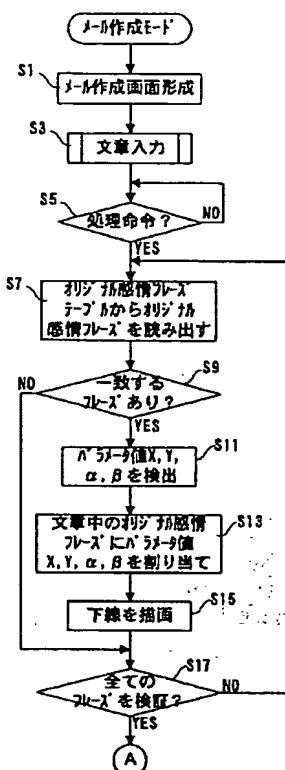 メール作成モード
S1
メール作成画面形成
S3
文章入力
S5
処理命令?
NO
YES
S7
オリジナル感情フレーズ
テーブルからオリジナル
感情フレーズを読み出す
S9
一致する
フレーズあり?
NO
YES
S11
パラメータ値X,Y,
α,βを検出
S13
文章中のオリジナル感情
フレーズにパラメータ値
X,Y,α,βを割り当て
S15
下線を描画
S17
全ての
フレーズを検証?
NO
YES
A